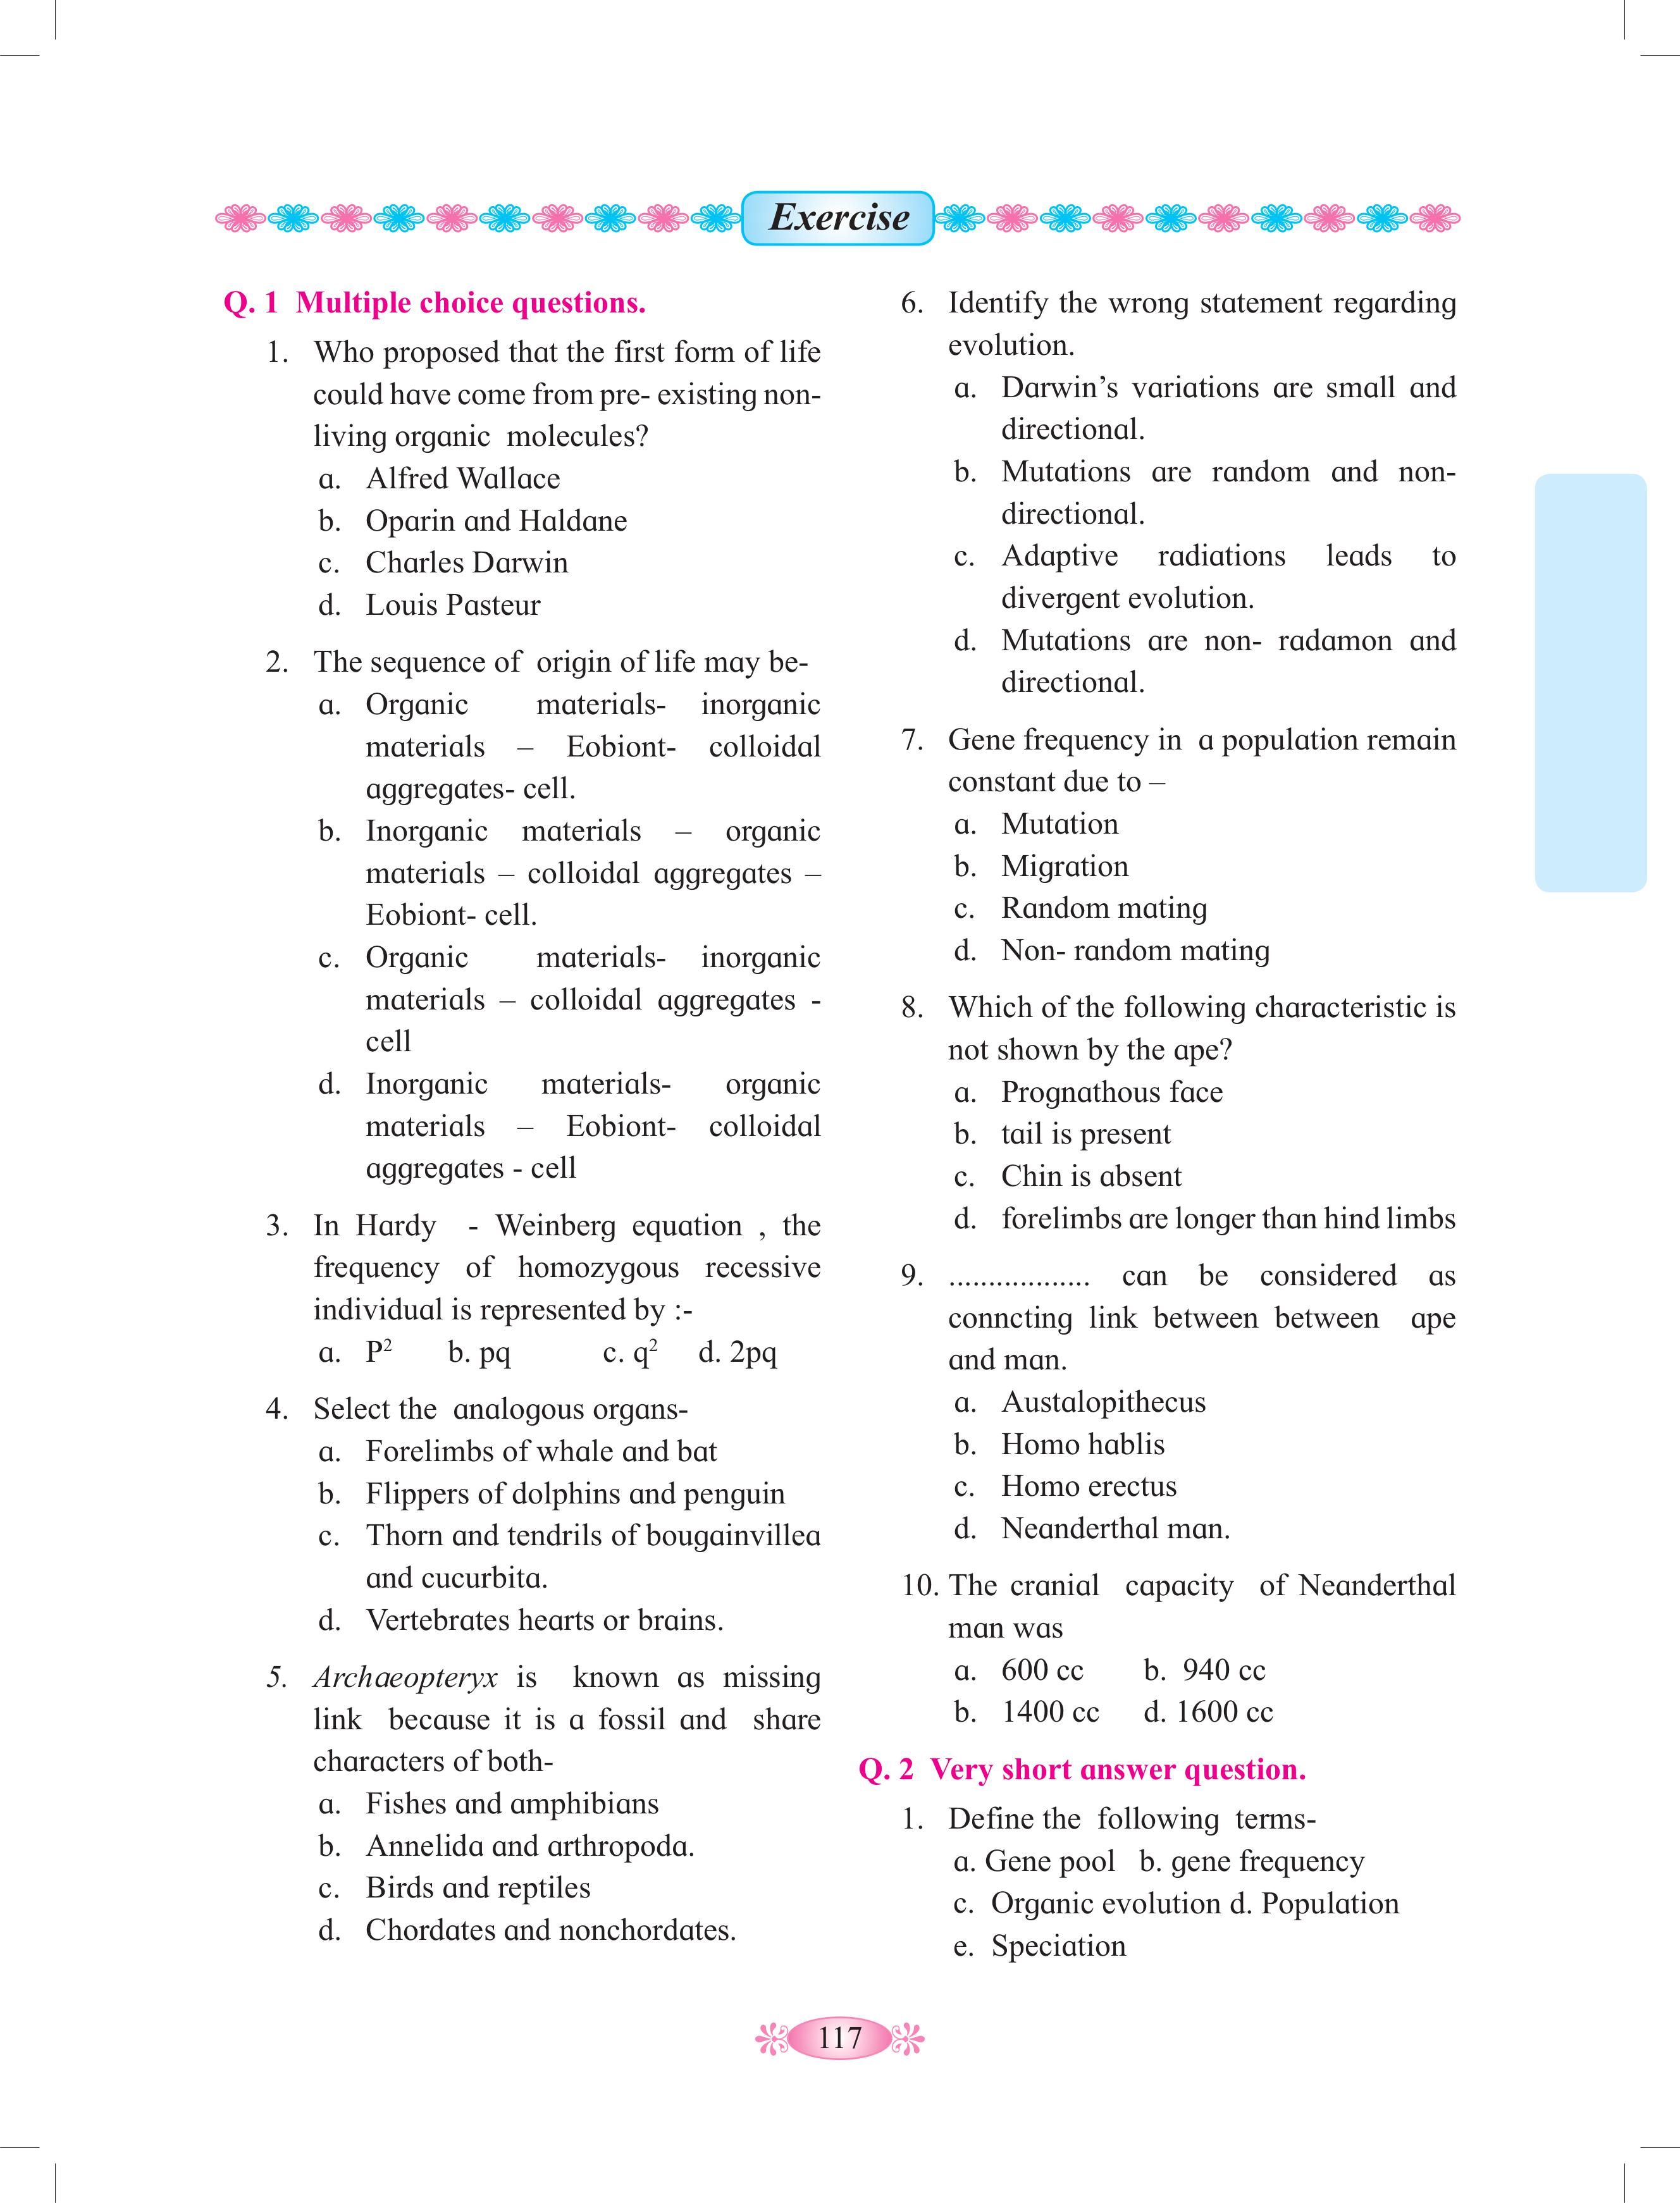 Exercise
Q. 1 Multiple choice questions.
1. Who proposed that the first form of life
could have come from pre- existing non-
living organic molecules?
a. Alfred Wallace
b. Oparin and Haldane
c. Charles Darwin
d. Louis Pasteur
2. The sequence of origin of life may be-
a. Organic materials- inorganic
materials – Eobiont- colloidal
aggregates- cell.
b. Inorganic materials – organic
materials – colloidal aggregates –
Eobiont- cell.
c. Organic materials- inorganic
materials – colloidal aggregates -
cell
d. Inorganic materials- organic
materials – Eobiont- colloidal
aggregates - cell
3. In Hardy - Weinberg equation , the
frequency of homozygous recessive
individual is represented by :-
a. P² b. pq c. q² d. 2pq
4. Select the analogous organs-
a. Forelimbs of whale and bat
b. Flippers of dolphins and penguin
c. Thorn and tendrils of bougainvillea
and cucurbita.
d. Vertebrates hearts or brains.
5. Archaeopteryx is known as missing
link because it is a fossil and share
characters of both-
a. Fishes and amphibians
b. Annelida and arthropoda.
c. Birds and reptiles
d. Chordates and nonchordates.
6. Identify the wrong statement regarding
evolution.
a. Darwin’s variations are small and
directional.
b. Mutations are random and non-
directional.
c. Adaptive radiations leads to
divergent evolution.
d. Mutations are non- radamon and
directional.
7. Gene frequency in a population remain
constant due to –
a. Mutation
b. Migration
c. Random mating
d. Non- random mating
8. Which of the following characteristic is
not shown by the ape?
a. Prognathous face
b. tail is present
c. Chin is absent
d. forelimbs are longer than hind limbs
9. .................. can be considered as
conncting link between between ape
and man.
a. Austalopithecus
b. Homo hablis
c. Homo erectus
d. Neanderthal man.
10. The cranial capacity of Neanderthal
man was
a. 600 cc b. 940 cc
b. 1400 cc d. 1600 cc
Q. 2 Very short answer question.
1. Define the following terms-
a. Gene pool b. gene frequency
c. Organic evolution d. Population
e. Speciation
117